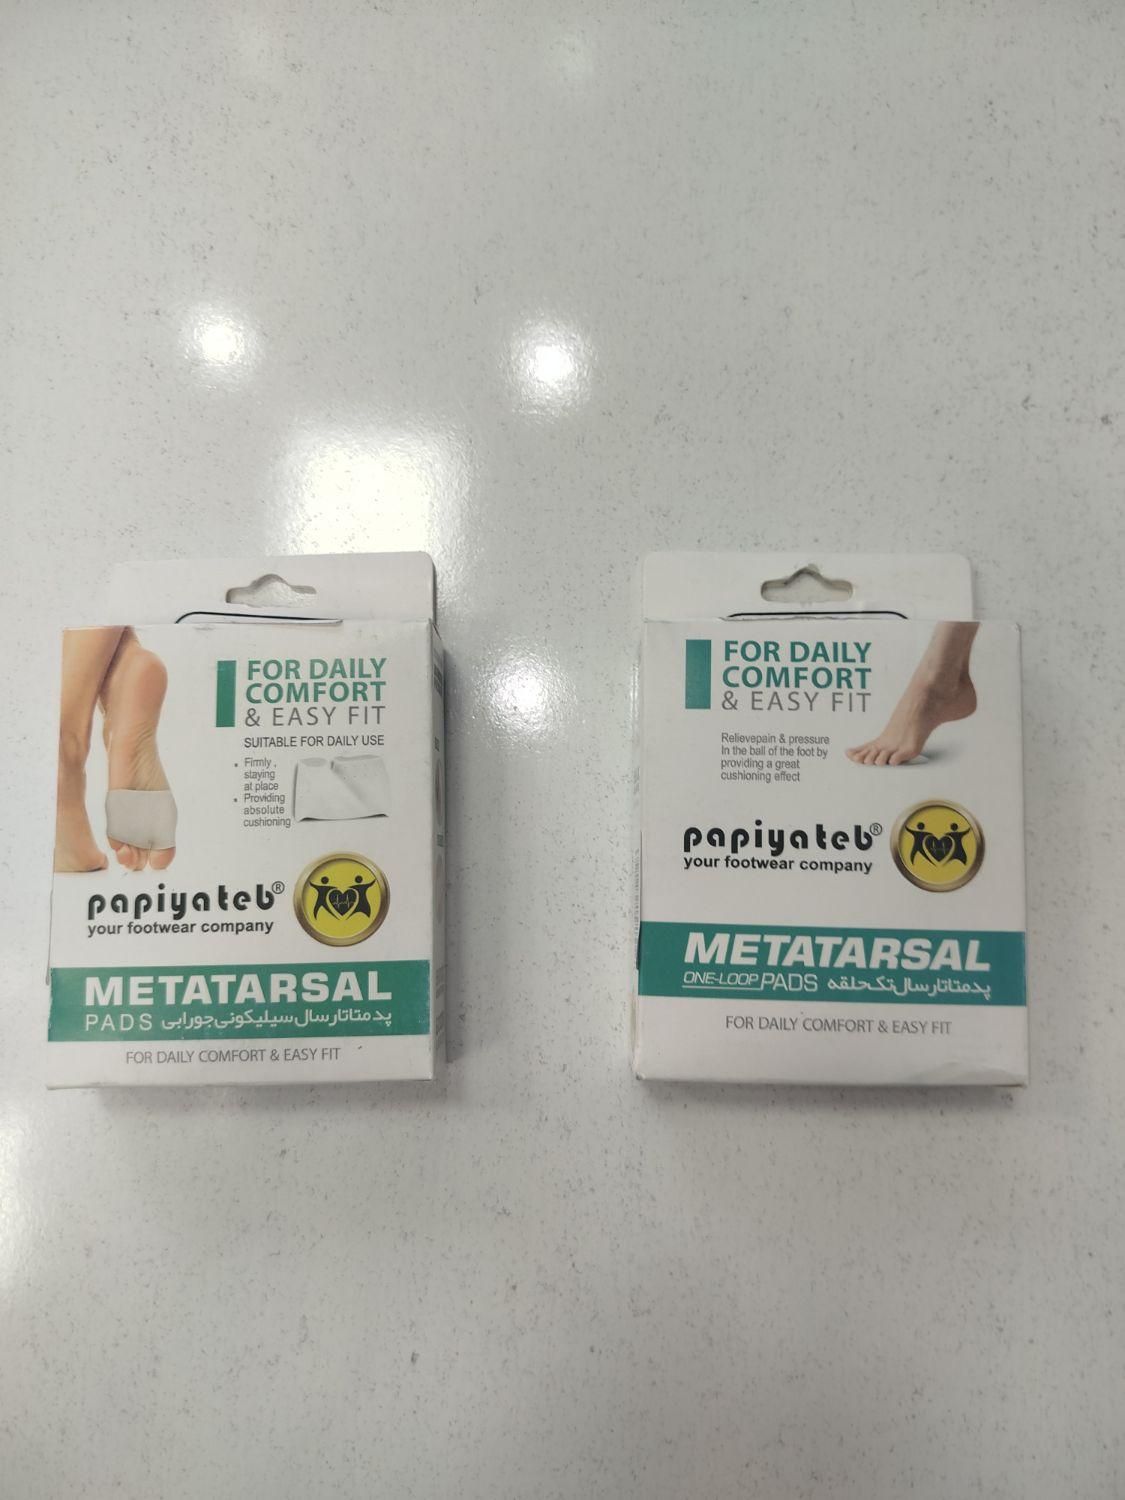 FOR DAILY
COMFORT
& EASY FIT
SUITABLE FOR DAILY USE
Firmly ,
staying
at place
Providing
absolute
cushioning
papiyateb®
your footwear company
METATARSAL
PADS پدمتاتارسال سیلیکونی جورابی
FOR DAILY COMFORT & EASY FIT
FOR DAILY
COMFORT
& EASY FIT
Relievepain & pressure
In the ball of the foot by
providing a great
cushioning effect
papiyateb®
your footwear company
METATARSAL
ONE-LOOP PADS پدمتاتارسال تک حلقه
FOR DAILY COMFORT & EASY FIT